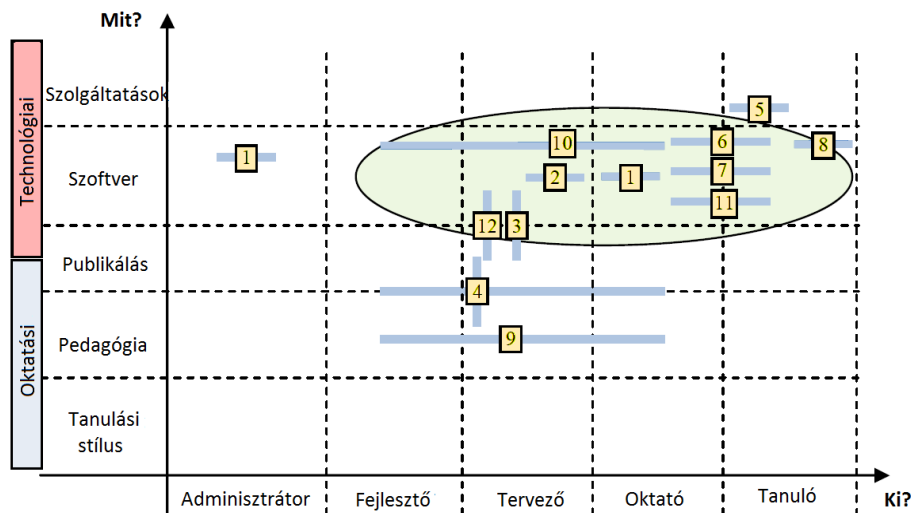 Mit?
Technológiai
Oktatási
Szolgáltatások
Szoftver
Publikálás
Pedagógia
Tanulási
stílus
5
10
6
8
1
2
1
7
11
12
3
4
9
Adminisztrátor
Fejlesztő
Tervező
Oktató
Tanuló
Ki?